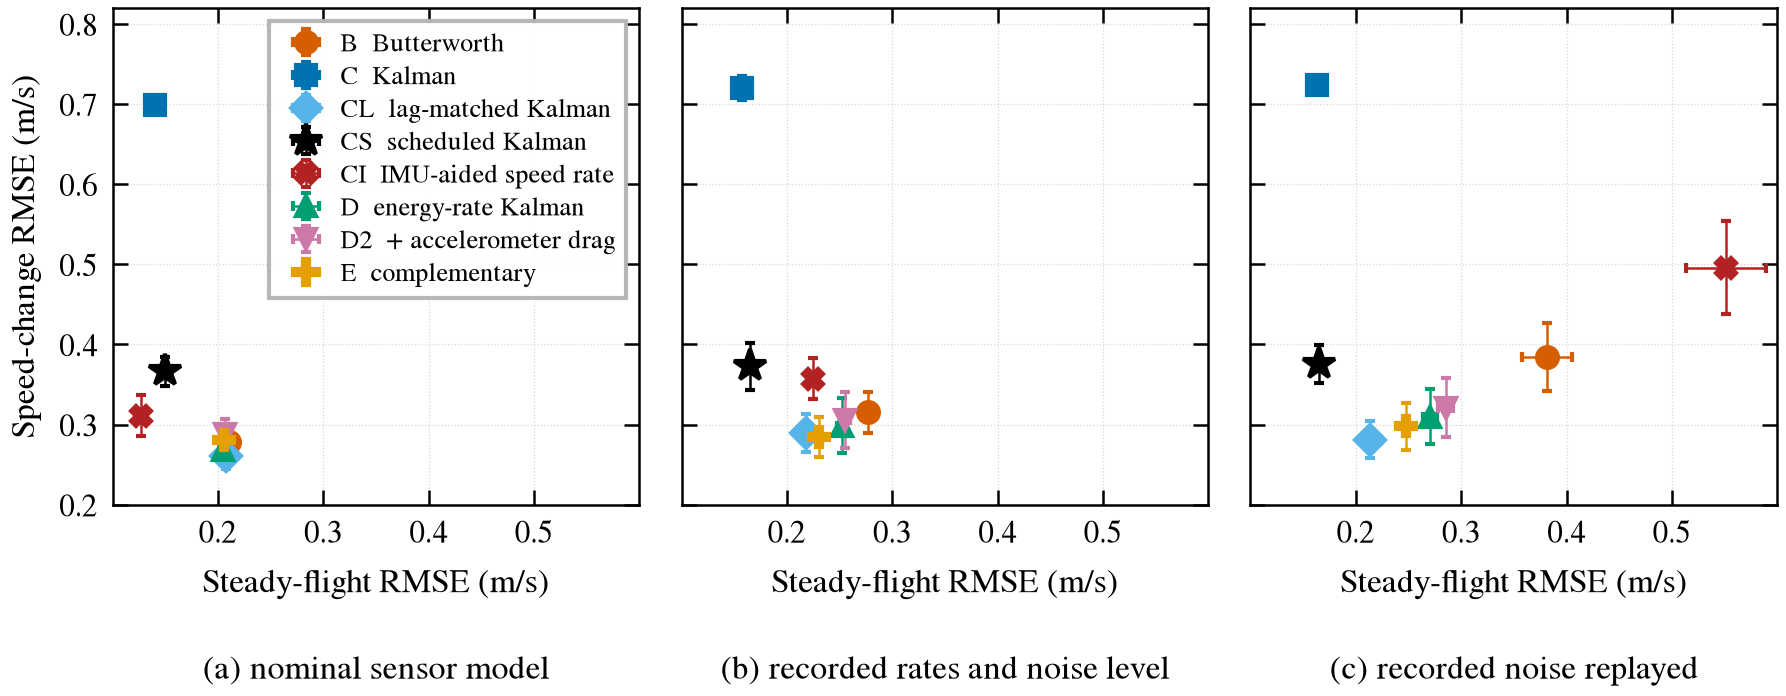 Speed-change RMSE (m/s)
0.8
0.7
0.6
0.5
0.4
0.3
0.2
B Butterworth
C Kalman
CL lag-matched Kalman
CS scheduled Kalman
CI IMU-aided speed rate
D energy-rate Kalman
D2 + accelerometer drag
E complementary
0.2 0.3 0.4 0.5
Steady-flight RMSE (m/s)
(a) nominal sensor model
0.2 0.3 0.4 0.5
Steady-flight RMSE (m/s)
(b) recorded rates and noise level
0.2 0.3 0.4 0.5
Steady-flight RMSE (m/s)
(c) recorded noise replayed